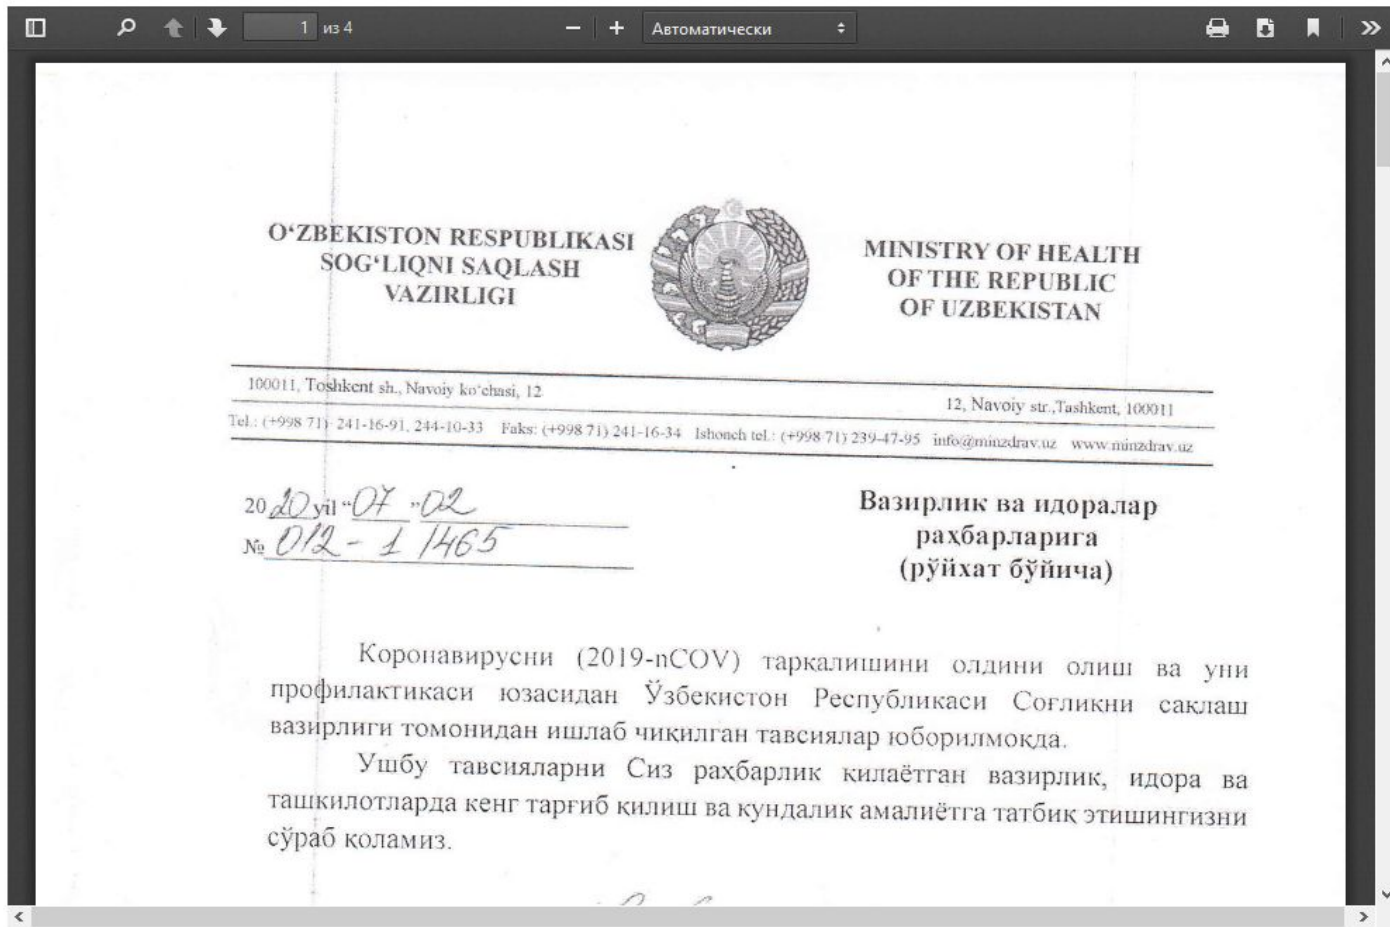 1 из 4
Автоматически
O‘ZBEKISTON RESPUBLIKASI
SOG‘LIQNI SAQLASH
VAZIRLIGI
MINISTRY OF HEALTH
OF THE REPUBLIC
OF UZBEKISTAN
100011, Toshkent sh., Navoiy ko‘chasi, 12
12, Navoiy str.,Tashkent, 100011
Tel.: (+998 71) 241-16-91, 244-10-33 Faks: (+998 71) 241-16-34 Ishonch tel.: (+998 71) 239-47-95 info@minzdrav.uz www.minzdrav.uz
2020 yil “07” 02
№ 012-1/465
Вазирлик ва идоралар
раҳбарларига
(рўйхат бўйича)
Коронавирусни (2019-nCOV) таркалишини олдини олиш ва уни
профилактикаси юзасидан Ўзбекистон Республикаси Соғликни сақлаш
вазирлиги томонидан ишлаб чиқилган тавсиялар юборилмоқда.
Ушбу тавсияларни Сиз раҳбарлик қилаётган вазирлик, идора ва
ташкилотларда кенг тарғиб қилиш ва кундалик амалиётга татбиқ этишингизни
сўраб қоламиз.